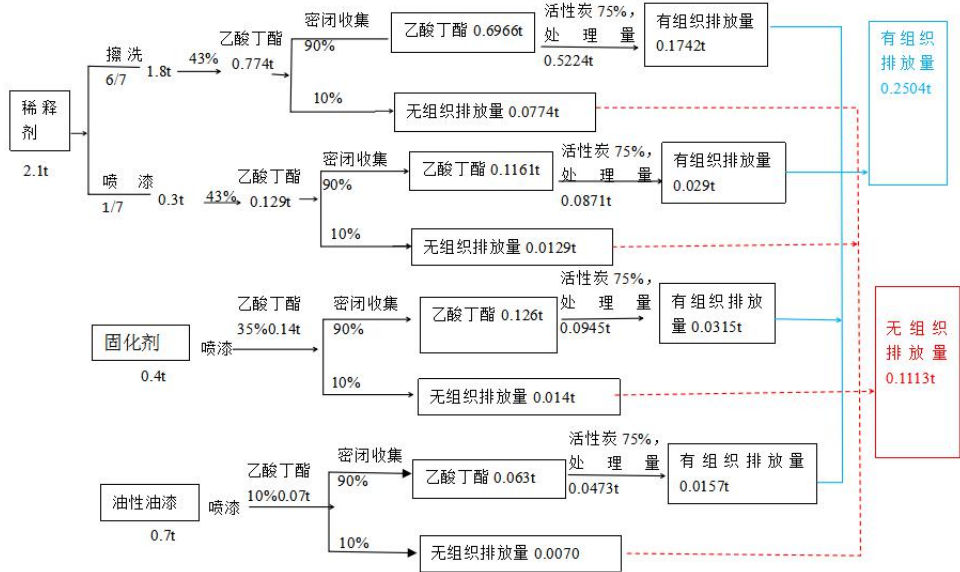 稀释剂
2.1t
擦洗
6/7
1.8t
43%
乙酸丁酯
0.774t
密闭收集
90%
乙酸丁酯 0.6966t
活性炭 75%，
处理量
0.5224t
有组织排放量
0.1742t
10%
无组织排放量 0.0774t
喷漆
1/7
0.3t
43%
乙酸丁酯
0.129t
密闭收集
90%
乙酸丁酯 0.1161t
活性炭 75%，
处理量
0.0871t
有组织排放量
0.029t
10%
无组织排放量 0.0129t
固化剂
0.4t
喷漆
乙酸丁酯
35%0.14t
密闭收集
90%
乙酸丁酯 0.126t
活性炭 75%，
处理量
0.0945t
有组织排放
量 0.0315t
10%
无组织排放量 0.014t
油性油漆
0.7t
喷漆
乙酸丁酯
10%0.07t
密闭收集
90%
乙酸丁酯 0.063t
活性炭 75%，
处理量
0.0473t
有组织排放量
0.0157t
10%
无组织排放量 0.0070
有组织
排放量
0.2504t
无组织
排放量
0.1113t